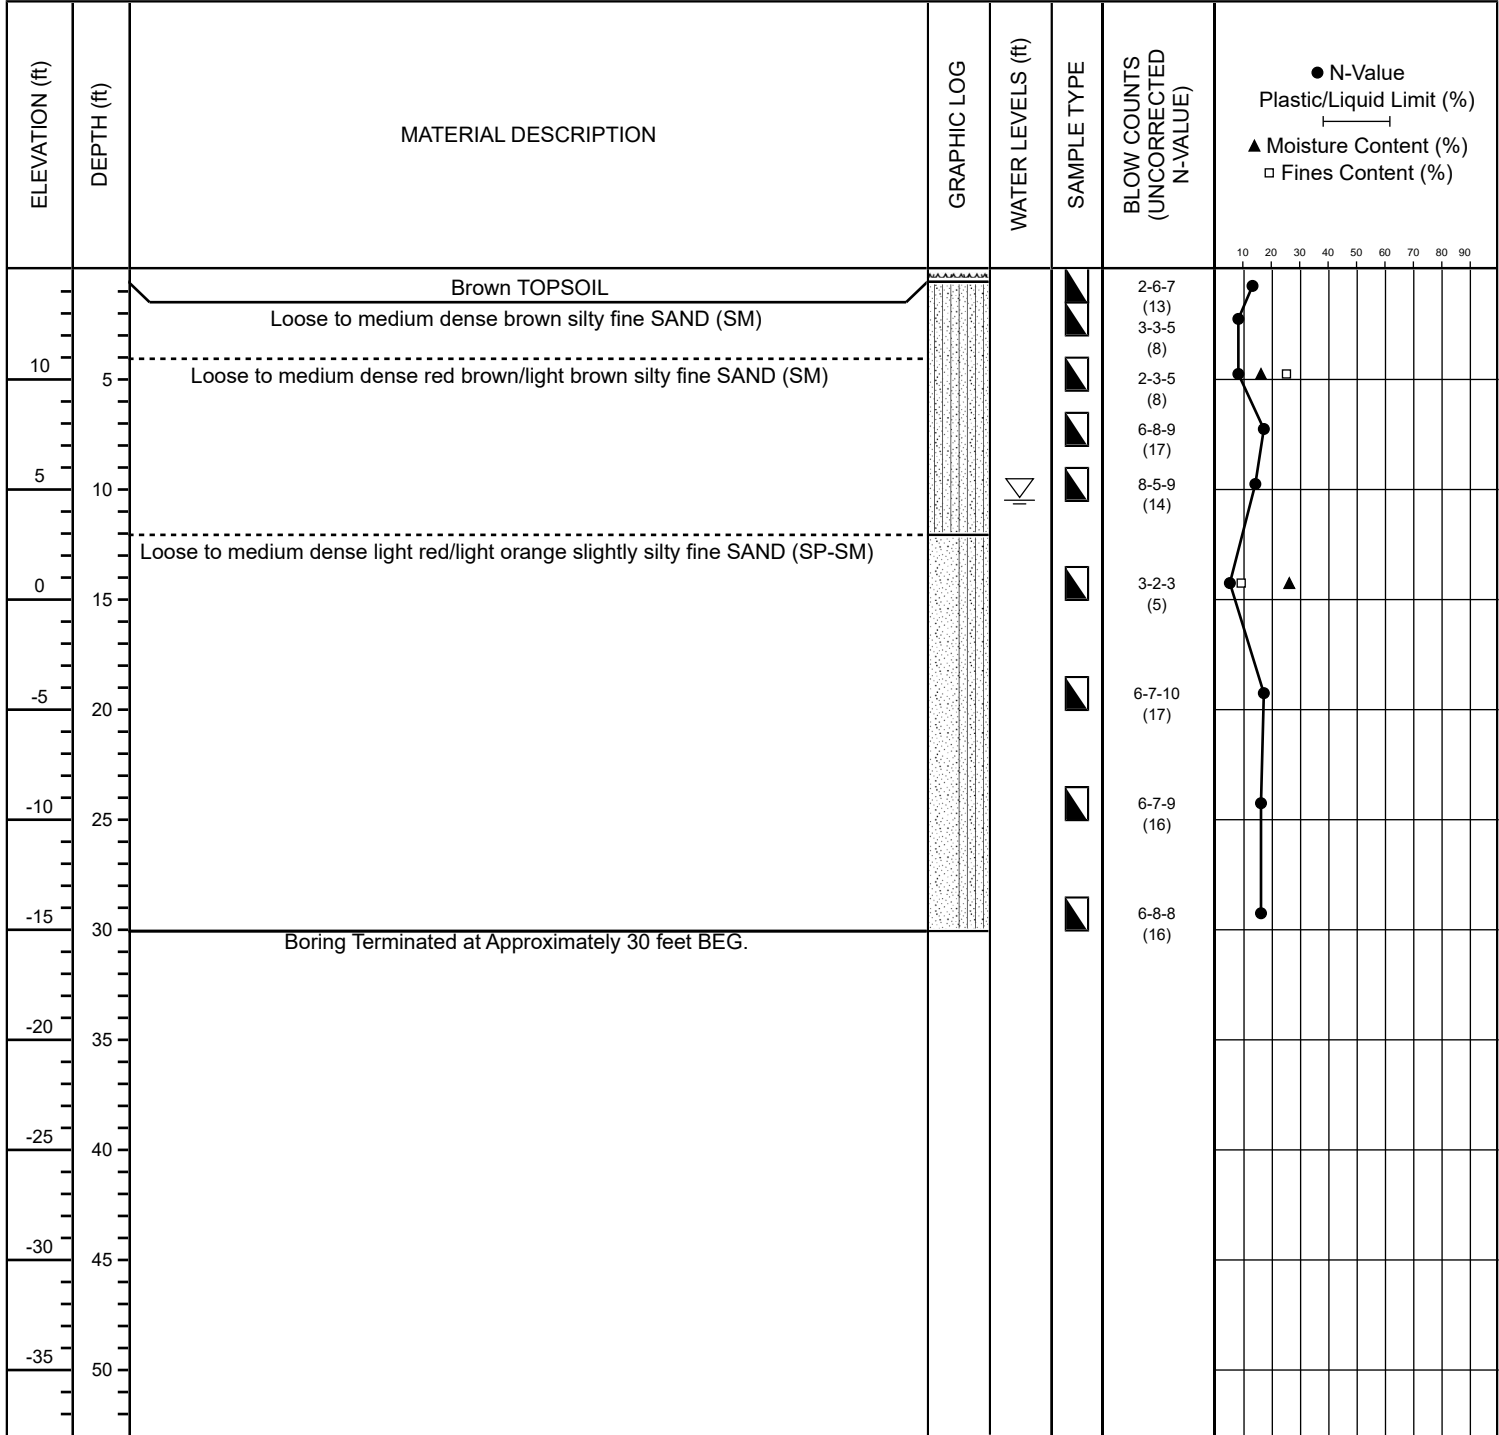 ELEVATION (ft)
DEPTH (ft)
MATERIAL DESCRIPTION
GRAPHIC LOG
WATER LEVELS (ft)
SAMPLE TYPE
BLOW COUNTS
(UNCORRECTED
N-VALUE)
N-Value
Plastic/Liquid Limit (%)
Moisture Content (%)
Fines Content (%)
10 20 30 40 50 60 70 80 90
Brown TOPSOIL
2-6-7
(13)
Loose to medium dense brown silty fine SAND (SM)
3-3-5
(8)
10
5
Loose to medium dense red brown/light brown silty fine SAND (SM)
2-3-5
(8)
6-8-9
(17)
5
10
8-5-9
(14)
Loose to medium dense light red/light orange slightly silty fine SAND (SP-SM)
0
15
3-2-3
(5)
-5
20
6-7-10
(17)
-10
25
6-7-9
(16)
-15
30
6-8-8
(16)
Boring Terminated at Approximately 30 feet BEG.
-20
35
-25
40
-30
45
-35
50